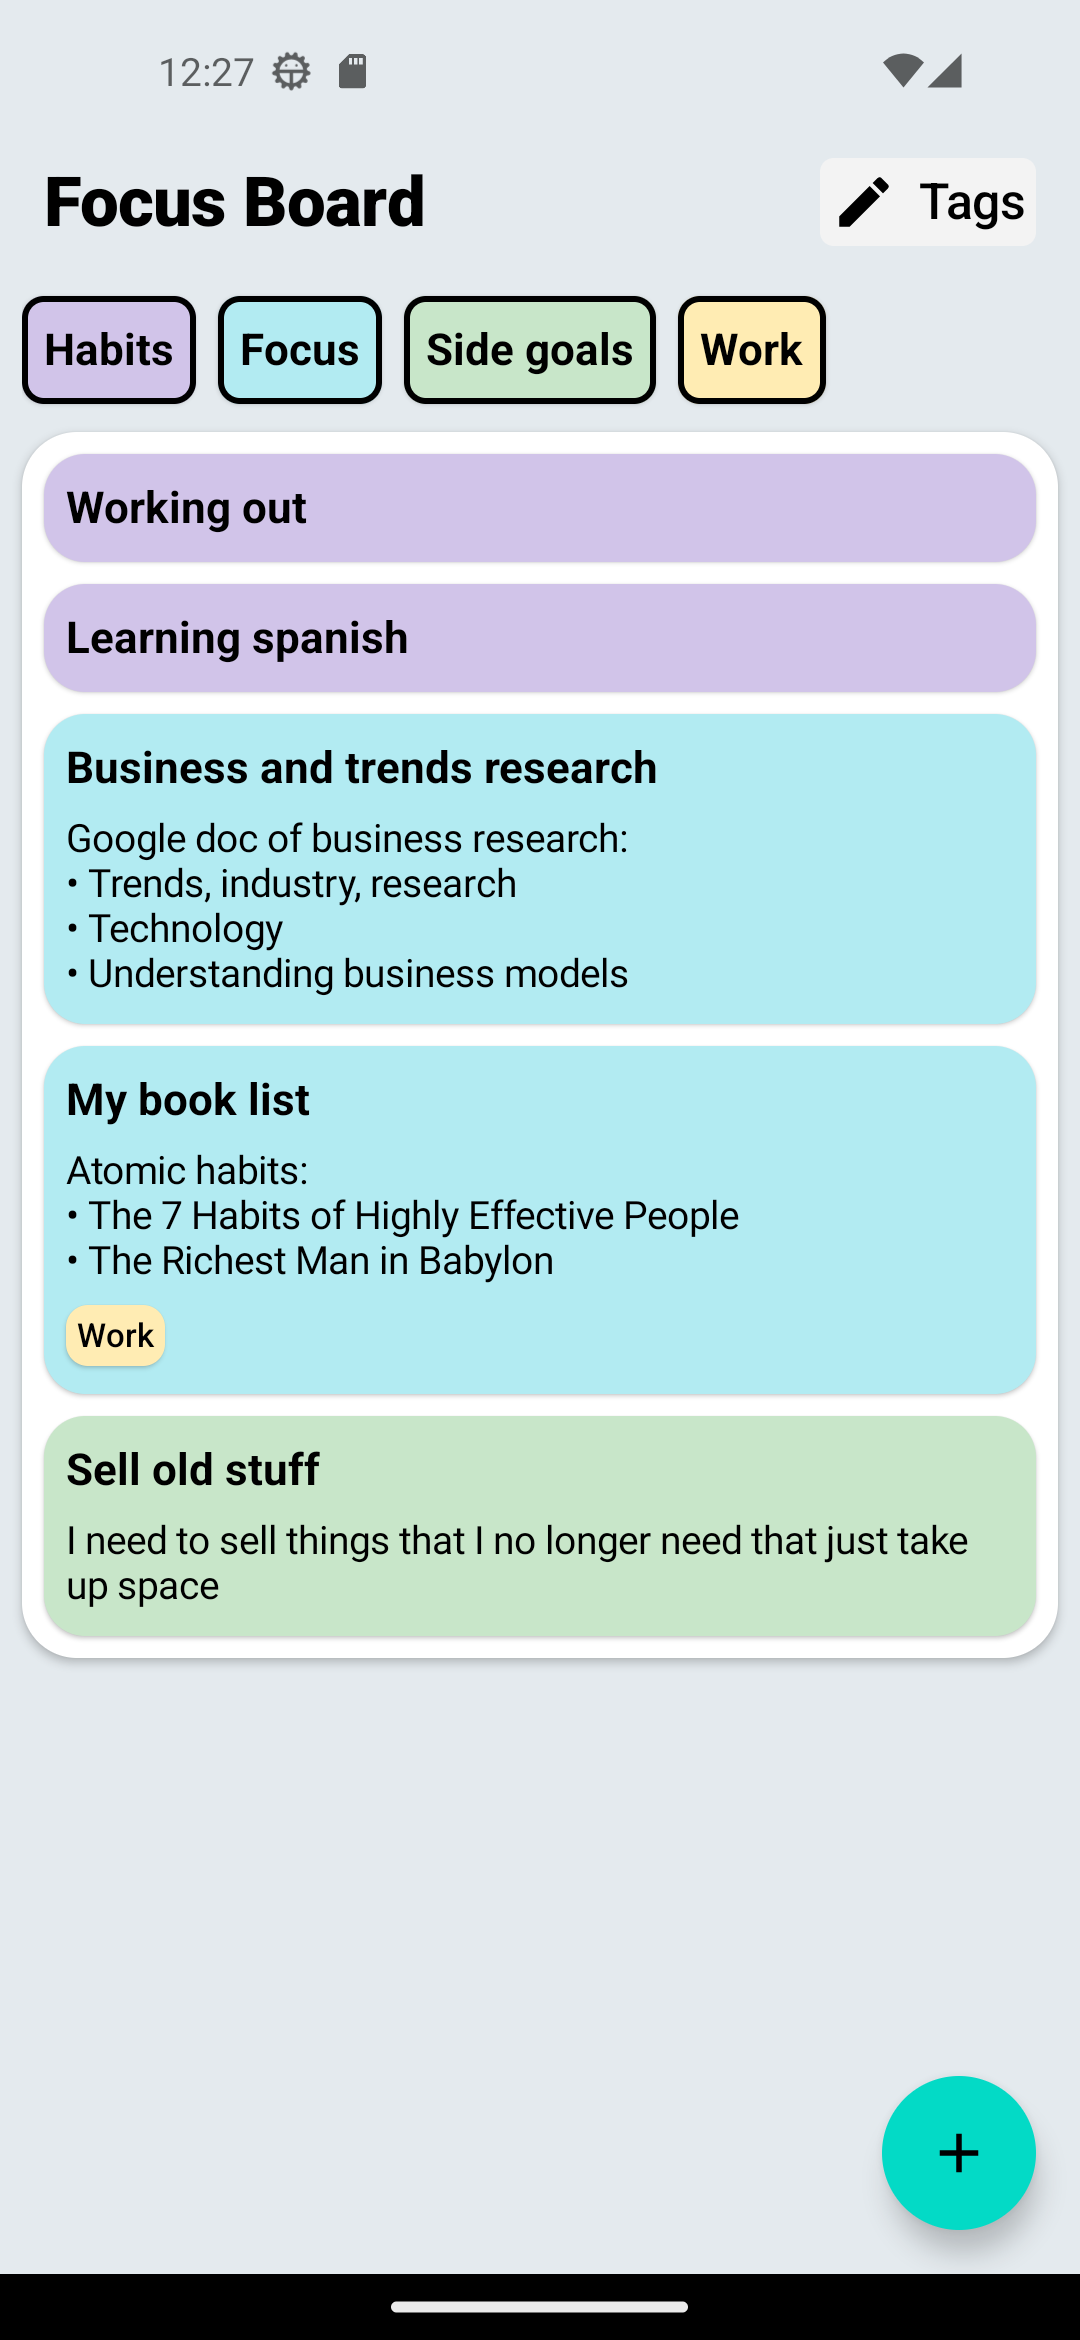 12:27
Focus Board
Tags
Habits
Focus
Side goals
Work
Working out
Learning spanish
Business and trends research
Google doc of business research:
• Trends, industry, research
• Technology
• Understanding business models
My book list
Atomic habits:
• The 7 Habits of Highly Effective People
• The Richest Man in Babylon
Work
Sell old stuff
I need to sell things that I no longer need that just take
up space